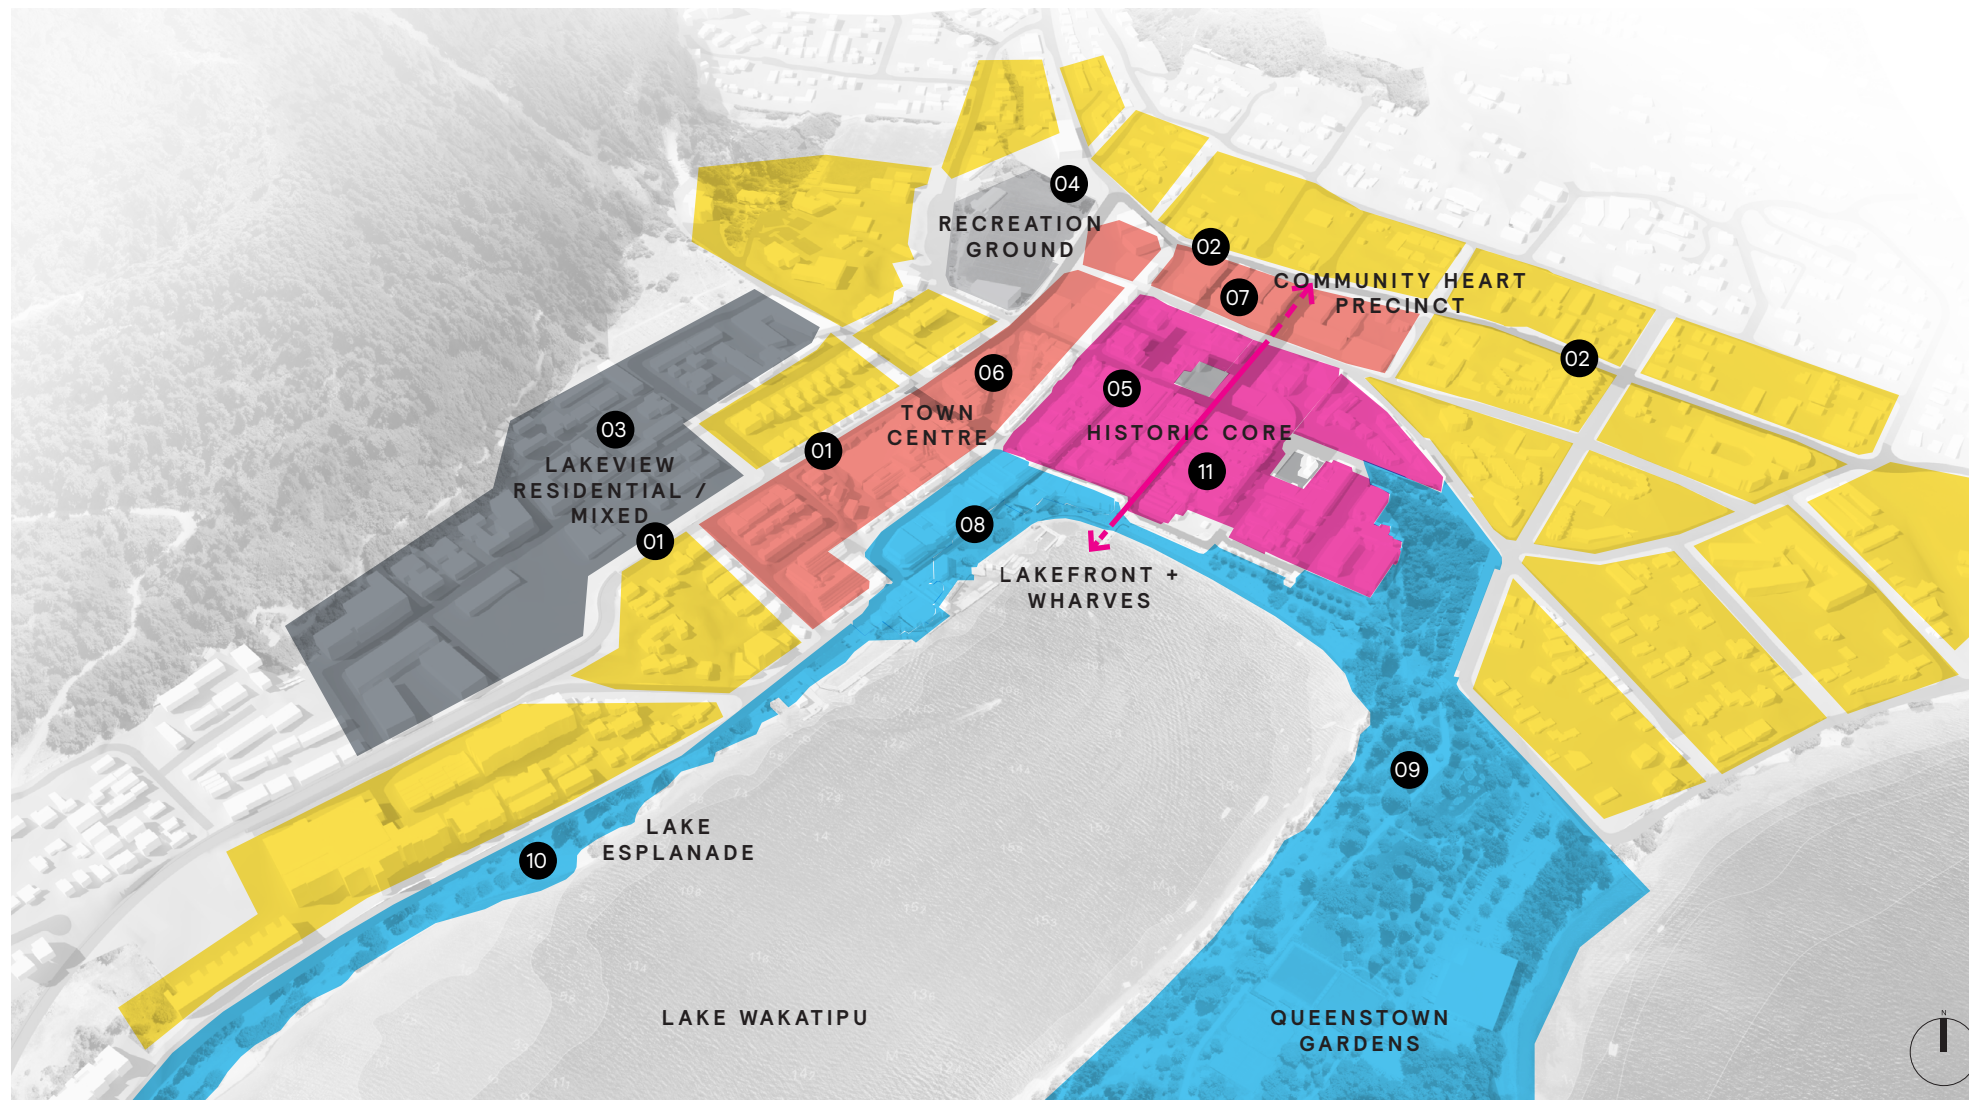 N
04
RECREATION
GROUND
02
07
COMMUNITY HEART
PRECINCT
02
06
05
TOWN
CENTRE
01
HISTORIC CORE
11
03
LAKEVIEW
RESIDENTIAL /
MIXED
01
08
LAKEFRONT +
WHARVES
09
LAKE
ESPLANADE
10
LAKE WAKATIPU
QUEENSTOWN
GARDENS